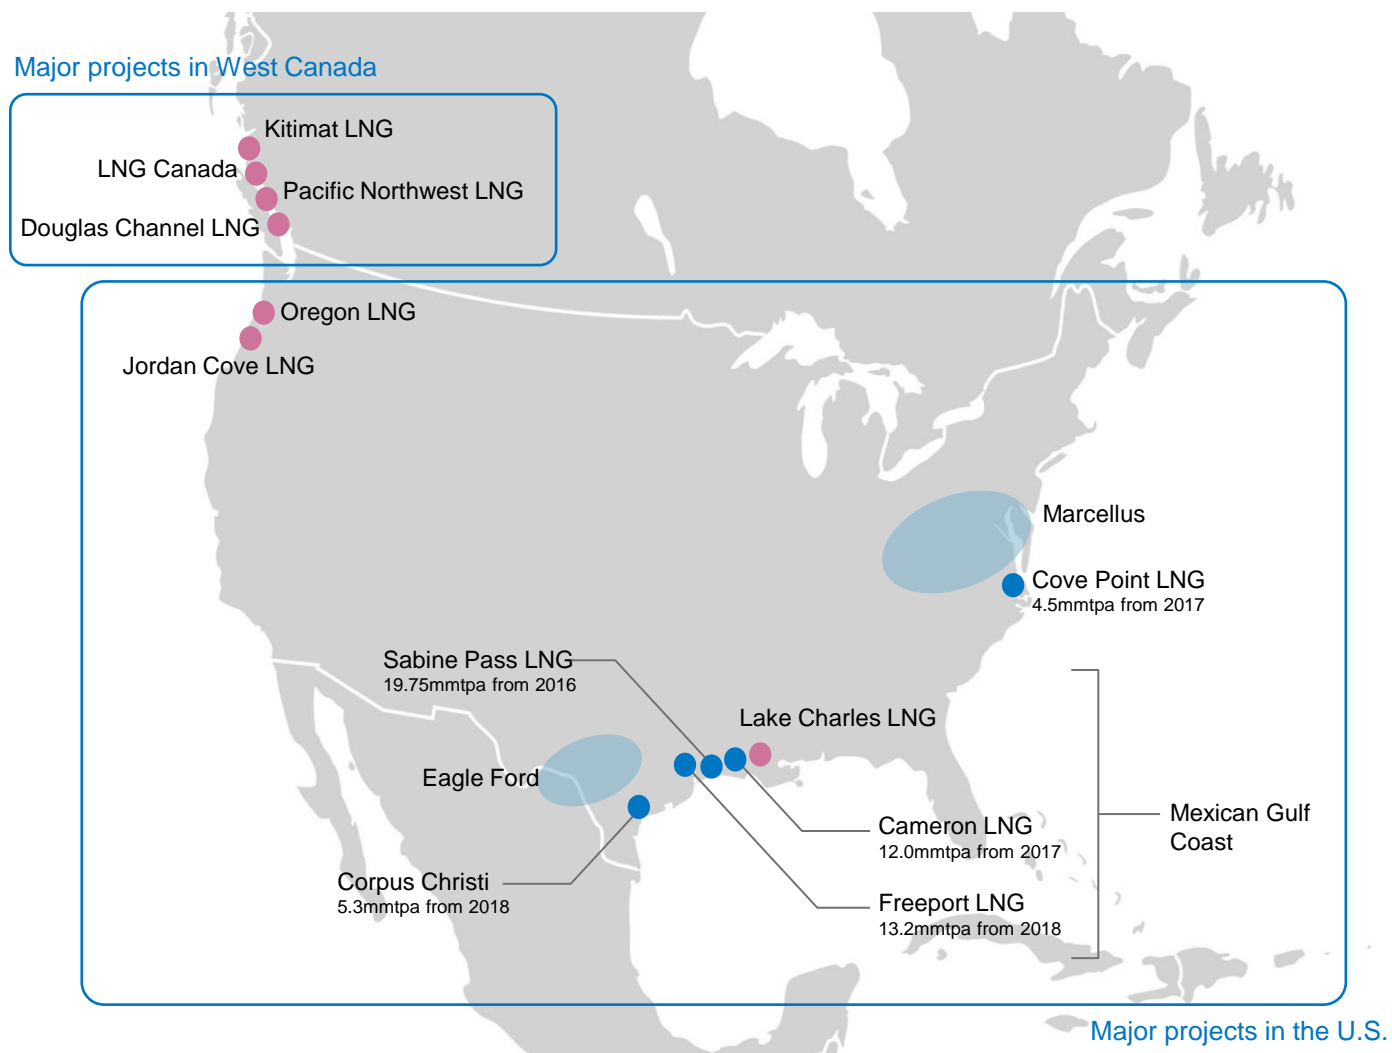 Major projects in West Canada
Kitimat LNG
LNG Canada
Pacific Northwest LNG
Douglas Channel LNG
Oregon LNG
Jordan Cove LNG
Marcellus
Cove Point LNG
4.5mmtpa from 2017
Sabine Pass LNG
19.75mmtpa from 2016
Lake Charles LNG
Eagle Ford
Cameron LNG
12.0mmtpa from 2017
Mexican Gulf
Coast
Corpus Christi
5.3mmtpa from 2018
Freeport LNG
13.2mmtpa from 2018
Major projects in the U.S.